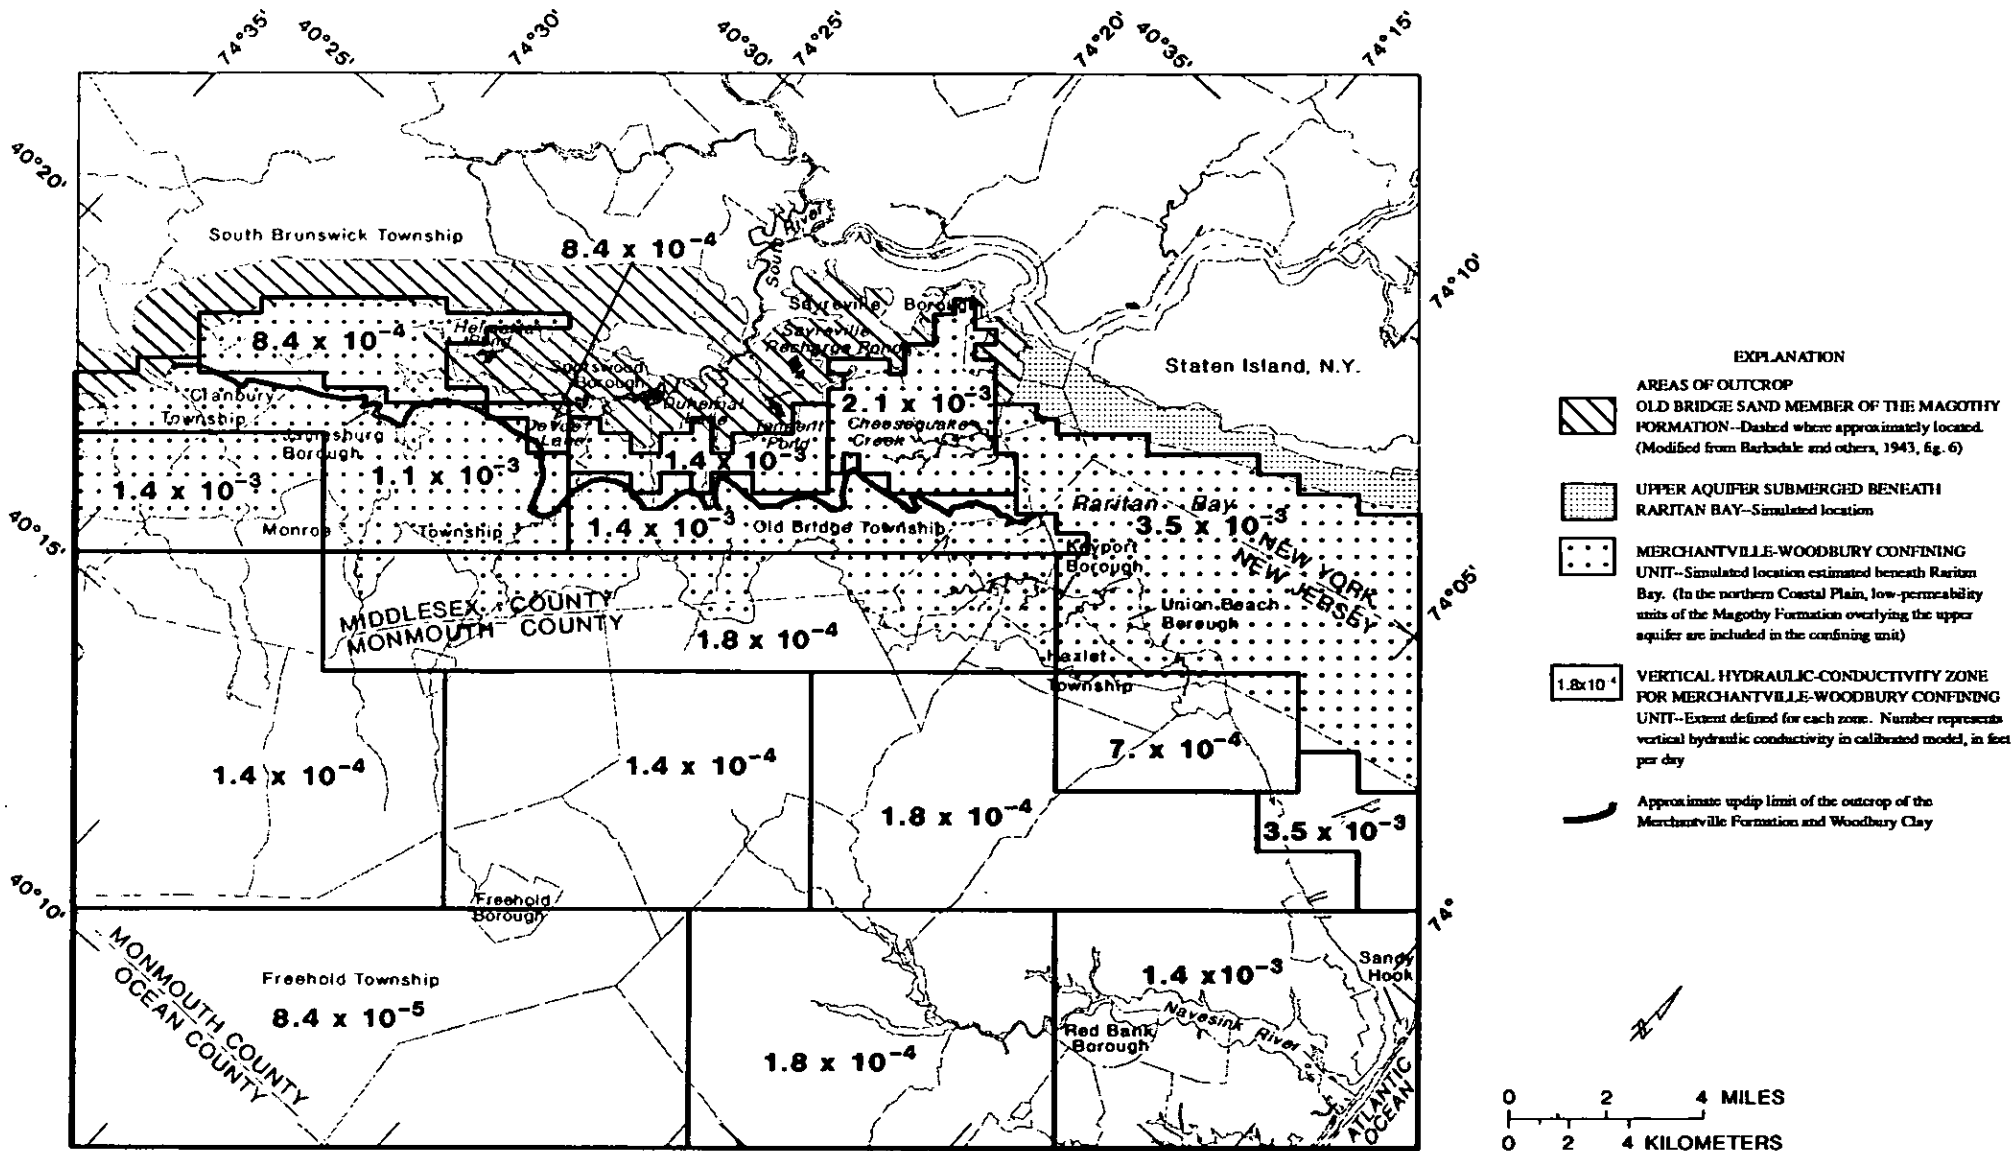 74°35'
40°25'
74°30'
40°30'
74°25'
74°20'
40°35'
74°15'
40°20'
74°10'
South Brunswick Township
8.4 x 10⁻⁴
South River
Sayreville Borough
Sayreville
Recharge Pond
Helmetta
Pond
8.4 x 10⁻⁴
Spotswood
Borough
Duhernal
Lake
Staten Island, N.Y.
Cranbury
Township
2.1 x 10⁻³
Cheesequake
Creek
Jamesburg
Borough
DeVoe
Lake
Tennent
Pond
1.4 x 10⁻³
1.1 x 10⁻³
1.4 x 10⁻³
Raritan Bay
3.5 x 10⁻³
Monroe Township
1.4 x 10⁻³
Old Bridge Township
40°15'
Keyport
Borough
NEW YORK
NEW JERSEY
74°05'
MIDDLESEX COUNTY
MONMOUTH COUNTY
1.8 x 10⁻⁴
Union Beach
Borough
Hazlet
Township
1.4 x 10⁻⁴
1.4 x 10⁻⁴
7. x 10⁻⁴
1.8 x 10⁻⁴
3.5 x 10⁻³
40°10'
Freehold
Borough
74°
MONMOUTH COUNTY
OCEAN COUNTY
Freehold Township
8.4 x 10⁻⁵
1.8 x 10⁻⁴
1.4 x10⁻³
Sandy
Hook
Navesink River
Red Bank
Borough
ATLANTIC
OCEAN
EXPLANATION
AREAS OF OUTCROP
OLD BRIDGE SAND MEMBER OF THE MAGOTHY
FORMATION--Dashed where approximately located.
(Modified from Barksdale and others, 1943, fig. 6)
UPPER AQUIFER SUBMERGED BENEATH
RARITAN BAY--Simulated location
MERCHANTVILLE-WOODBURY CONFINING
UNIT--Simulated location estimated beneath Raritan
Bay. (In the northern Coastal Plain, low-permeability
units of the Magothy Formation overlying the upper
aquifer are included in the confining unit)
1.8x10⁻⁴
VERTICAL HYDRAULIC-CONDUCTIVITY ZONE
FOR MERCHANTVILLE-WOODBURY CONFINING
UNIT--Extent defined for each zone. Number represents
vertical hydraulic conductivity in calibrated model, in feet
per day
Approximate updip limit of the outcrop of the
Merchantville Formation and Woodbury Clay
N
0 2 4 MILES
0 2 4 KILOMETERS